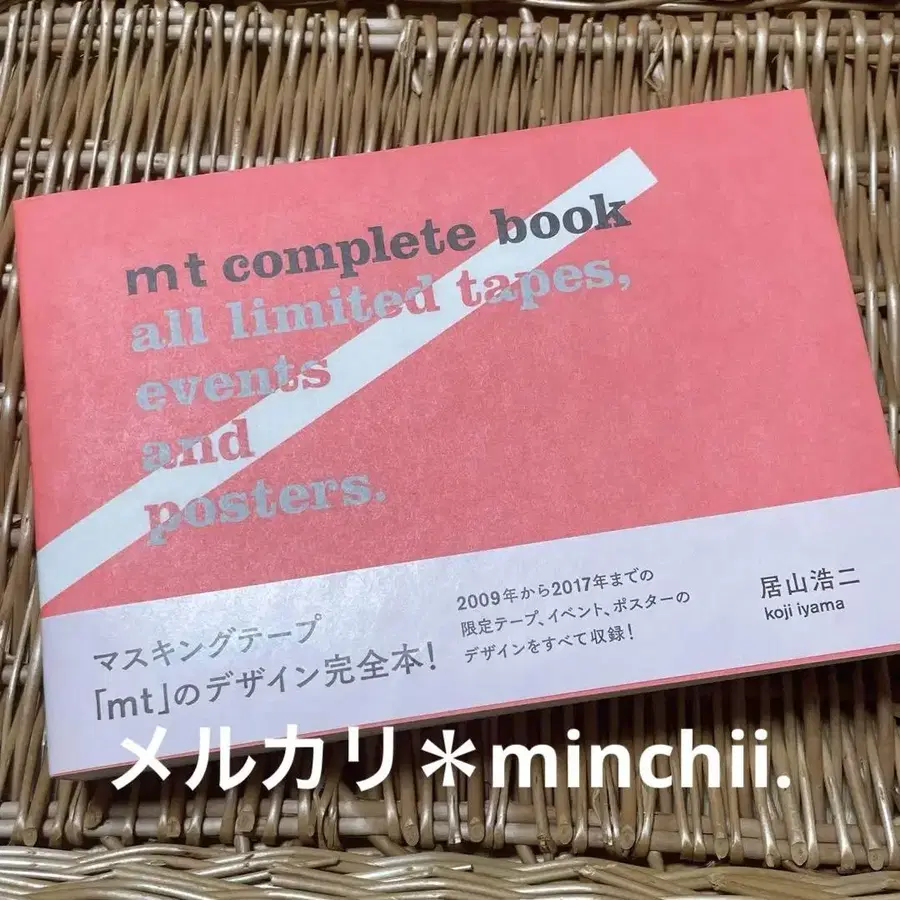 mt complete book
all limited tapes,
events
and
posters.
マスキングテープ
「mt」のデザイン完全本!
2009年から2017年までの
限定テープ、イベント、ポスターの
デザインをすべて収録!
居山浩二
koji iyama
メルカリ＊minchii.